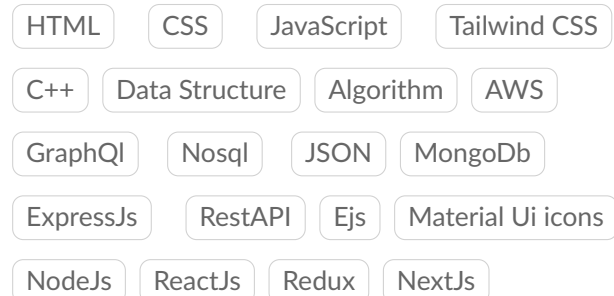 HTML CSS JavaScript Tailwind CSS
C++ Data Structure Algorithm AWS
GraphQl Nosql JSON MongoDb
ExpressJs RestAPI Ejs Material Ui icons
NodeJs ReactJs Redux NextJs